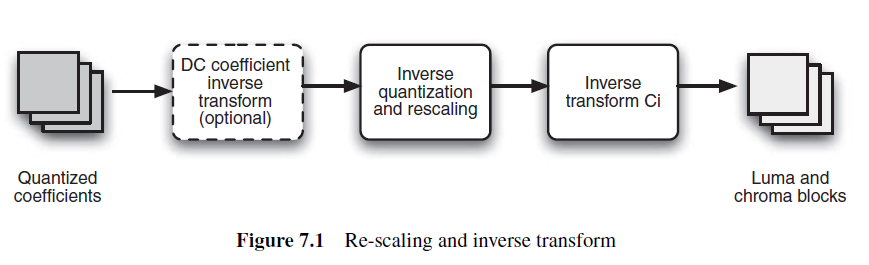 DC coefficient
inverse
transform
(optional)
Inverse
quantization
and rescaling
Inverse
transform Ci
Quantized
coefficients
Luma and
chroma blocks
Figure 7.1 Re-scaling and inverse transform